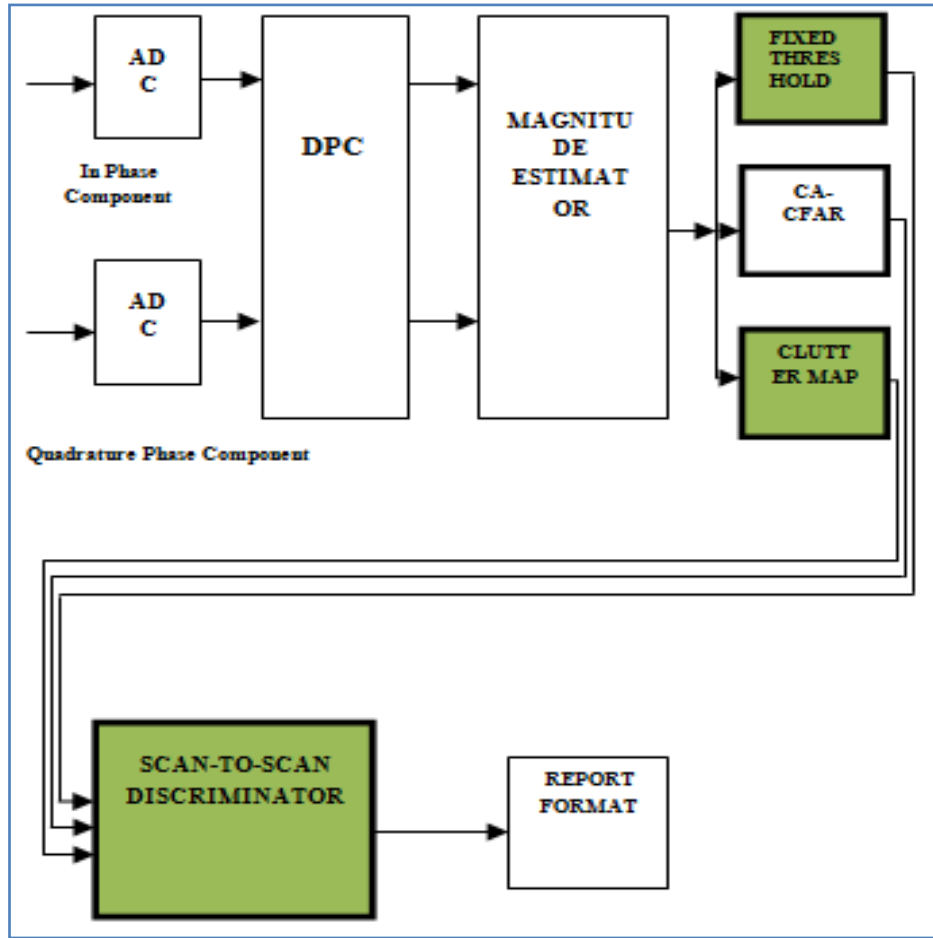 AD
C
In Phase
Component
AD
C
Quadrature Phase Component
DPC
MAGNITU
DE
ESTIMAT
OR
FIXED
THRES
HOLD
CA-
CFAR
CLUTT
ER MAP
SCAN-TO-SCAN
DISCRIMINATOR
REPORT
FORMAT